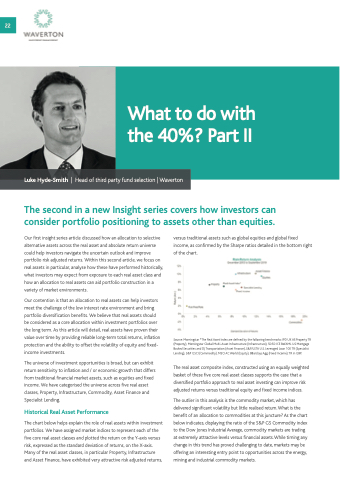 22
WAVERTON
What to do with
the 40%? Part II
Luke Hyde-Smith | Head of third party fund selection | Waverton
The second in a new Insight series covers how investors can
consider portfolio positioning to assets other than equities.
Our first Insight series article discussed how an allocation to selective
alternative assets across the real asset and absolute return universe
could help investors navigate the uncertain outlook and improve
portfolio risk adjusted returns. Within this second article, we focus on
real assets in particular, analyse how these have performed historically,
what investors may expect from exposure to each real asset class and
how an allocation to real assets can aid portfolio construction in a
variety of market environments.
Our contention is that an allocation to real assets can help investors
meet the challenge of the low interest rate environment and bring
portfolio diversification benefits. We believe that real assets should
be considered as a core allocation within investment portfolios over
the long term. As this article will detail, real assets have proven their
value over time by providing reliable long-term total returns, inflation
protection and the ability to offset the volatility of equity and fixed-
income investments.
The universe of investment opportunities is broad, but can exhibit
return sensitivity to inflation and / or economic growth that differs
from traditional financial market assets, such as equities and fixed
income. We have categorised the universe across five real asset
classes, Property, Infrastructure, Commodity, Asset Finance and
Specialist Lending.
Historical Real Asset Performance
The chart below helps explain the role of real assets within investment
portfolios. We have assigned market indices to represent each of the
five core real asset classes and plotted the return on the Y-axis versus
risk, expressed as the standard deviation of returns, on the X-axis.
Many of the real asset classes, in particular Property, Infrastructure
and Asset Finance, have exhibited very attractive risk adjusted returns,
versus traditional assets such as global equities and global fixed
income, as confirmed by the Sharpe ratios detailed in the bottom right
of the chart.
The real asset composite index, constructed using an equally weighted
basket of these five core real asset classes supports the case that a
diversified portfolio approach to real asset investing can improve risk
adjusted returns versus traditional equity and fixed income indices.
The outlier in this analysis is the commodity market, which has
delivered significant volatility but little realised return. What is the
benefit of an allocation to commodities at this juncture? As the chart
below indicates, displaying the ratio of the S&P GS Commodity Index
to the Dow Jones Industrial Average, commodity markets are trading
at extremely attractive levels versus financial assets. While timing any
change in this trend has proved challenging to date, markets may be
offering an interesting entry point to opportunities across the energy,
mining and industrial commodity markets.